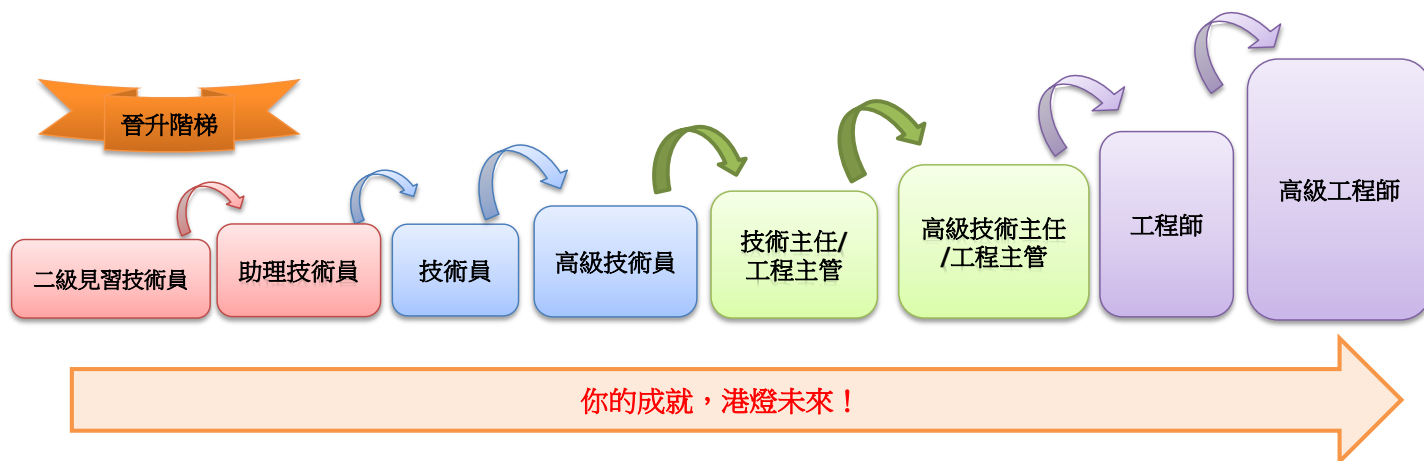 晉升階梯
二級見習技術員
助理技術員
技術員
高級技術員
技術主任/
工程主管
高級技術主任
/工程主管
工程師
高級工程師
你的成就，港燈未來！